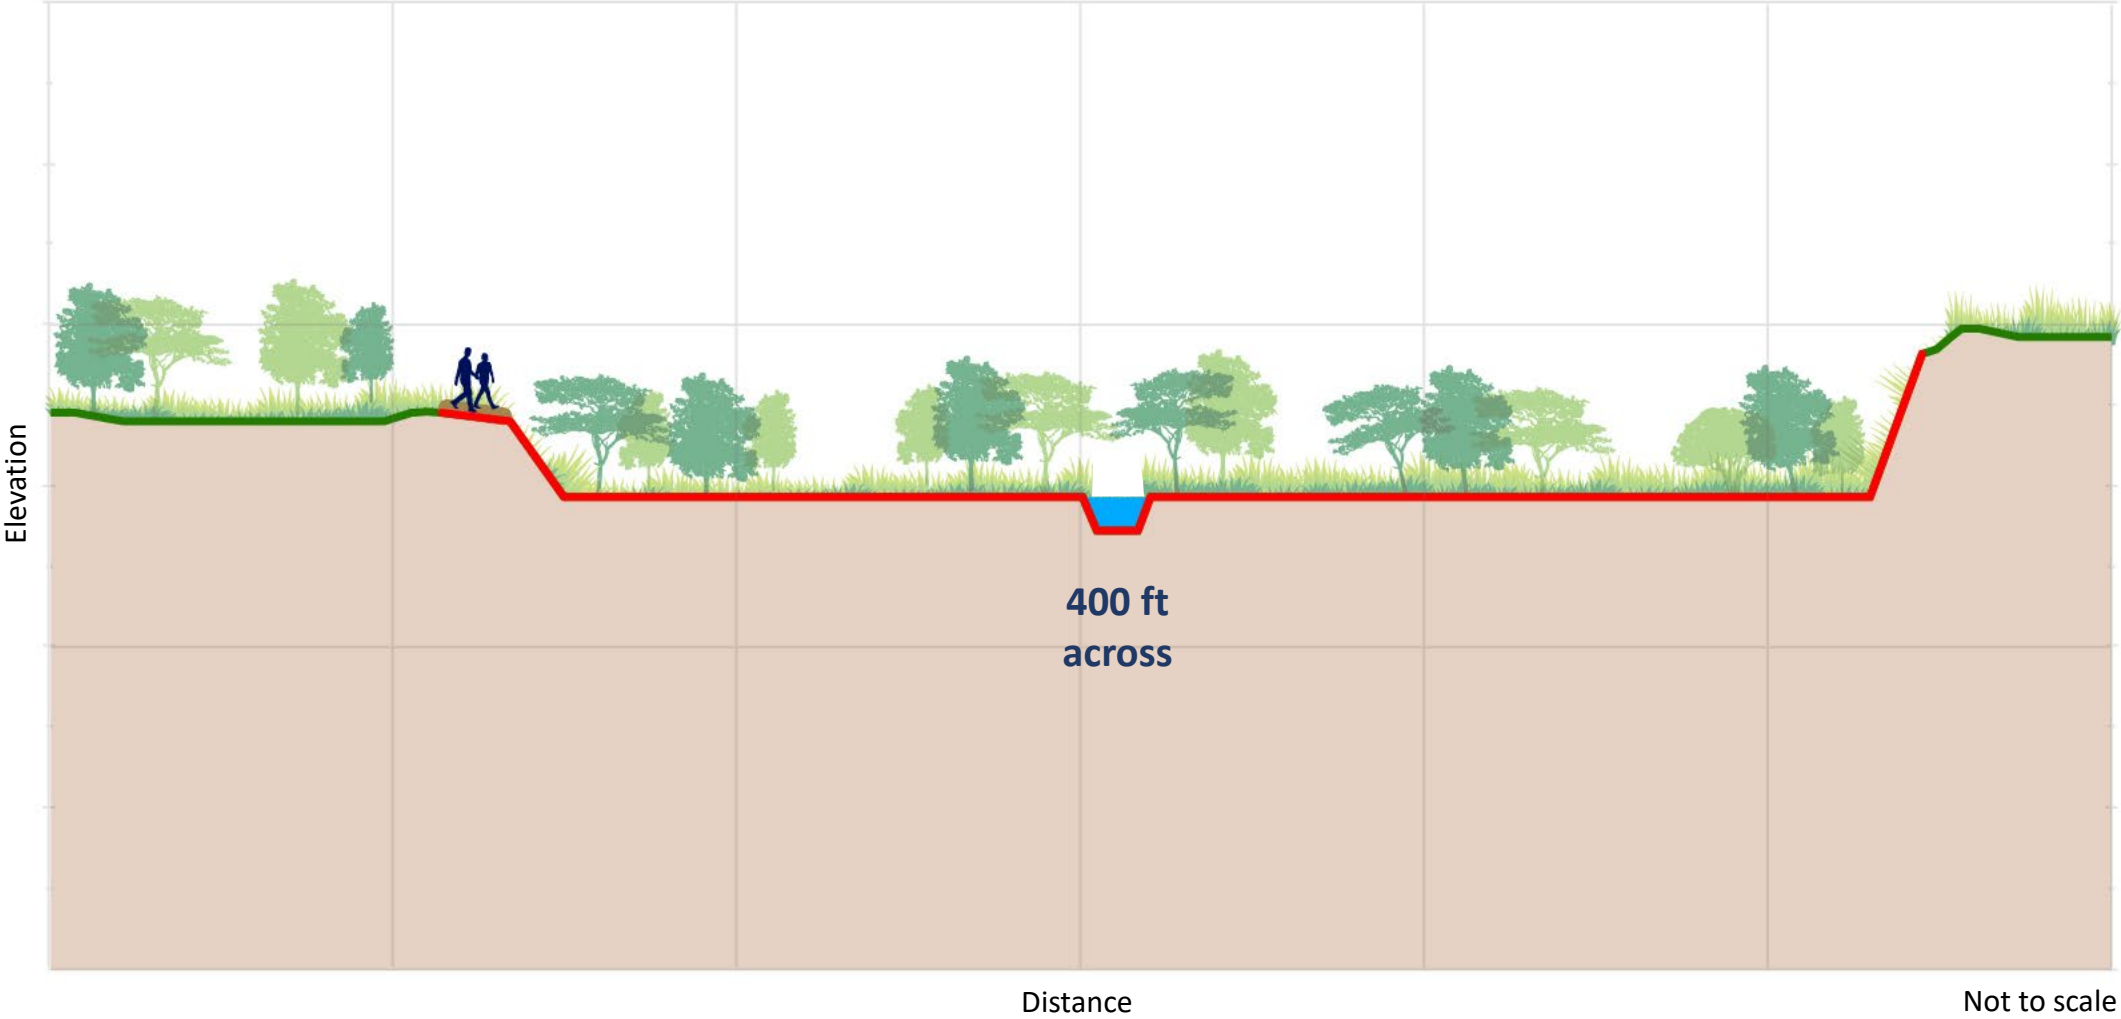 Elevation
400 ft
across
Distance
Not to scale